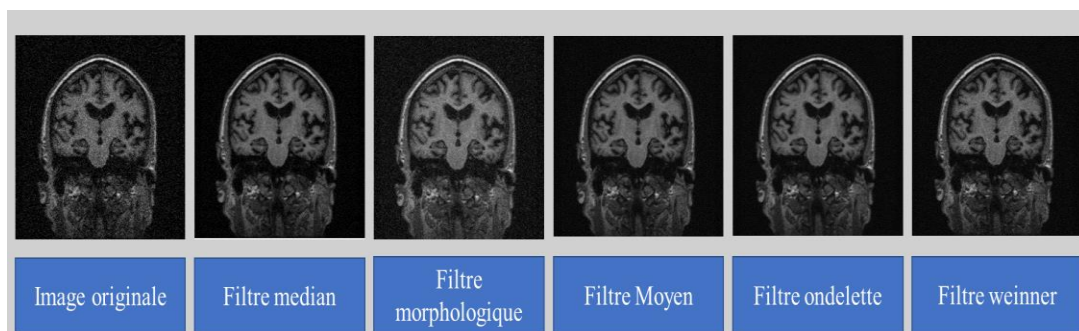 Image originale
Filtre median
Filtre
morphologique
Filtre Moyen
Filtre ondelette
Filtre weinner